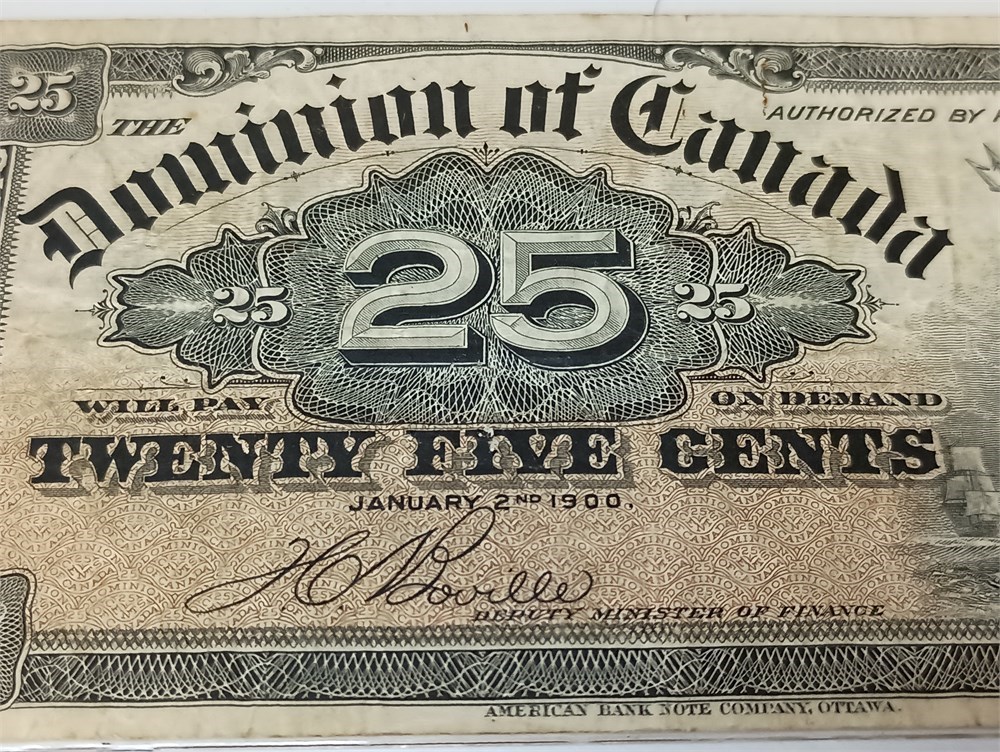 25
THE
Dominion of Canada
AUTHORIZED BY
25
25
25
WILL PAY
ON DEMAND
TWENTY FIVE CENTS
JANUARY 2ND 1900.
H C Boville
DEPUTY MINISTER OF FINANCE
AMERICAN BANK NOTE COMPANY, OTTAWA.